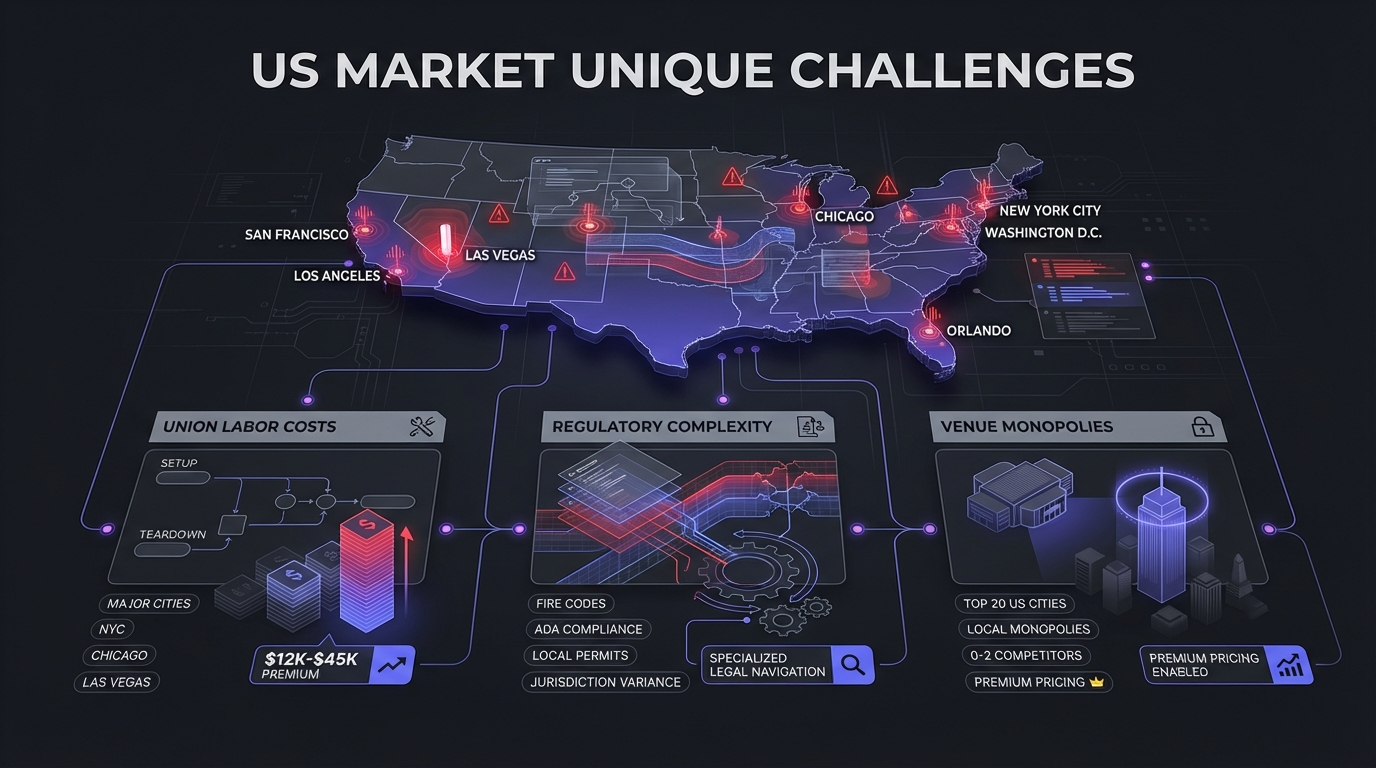 US MARKET UNIQUE CHALLENGES
SAN FRANCISCO
LOS ANGELES
LAS VEGAS
CHICAGO
NEW YORK CITY
WASHINGTON D.C.
ORLANDO
UNION LABOR COSTS
SETUP
TEARDOWN
MAJOR CITIES
NYC
CHICAGO
LAS VEGAS
$12K-$45K
PREMIUM
REGULATORY COMPLEXITY
FIRE CODES
ADA COMPLIANCE
LOCAL PERMITS
JURISDICTION VARIANCE
SPECIALIZED
LEGAL NAVIGATION
VENUE MONOPOLIES
TOP 20 US CITIES
LOCAL MONOPOLIES
0-2 COMPETITORS
PREMIUM PRICING 👑
PREMIUM PRICING
ENABLED